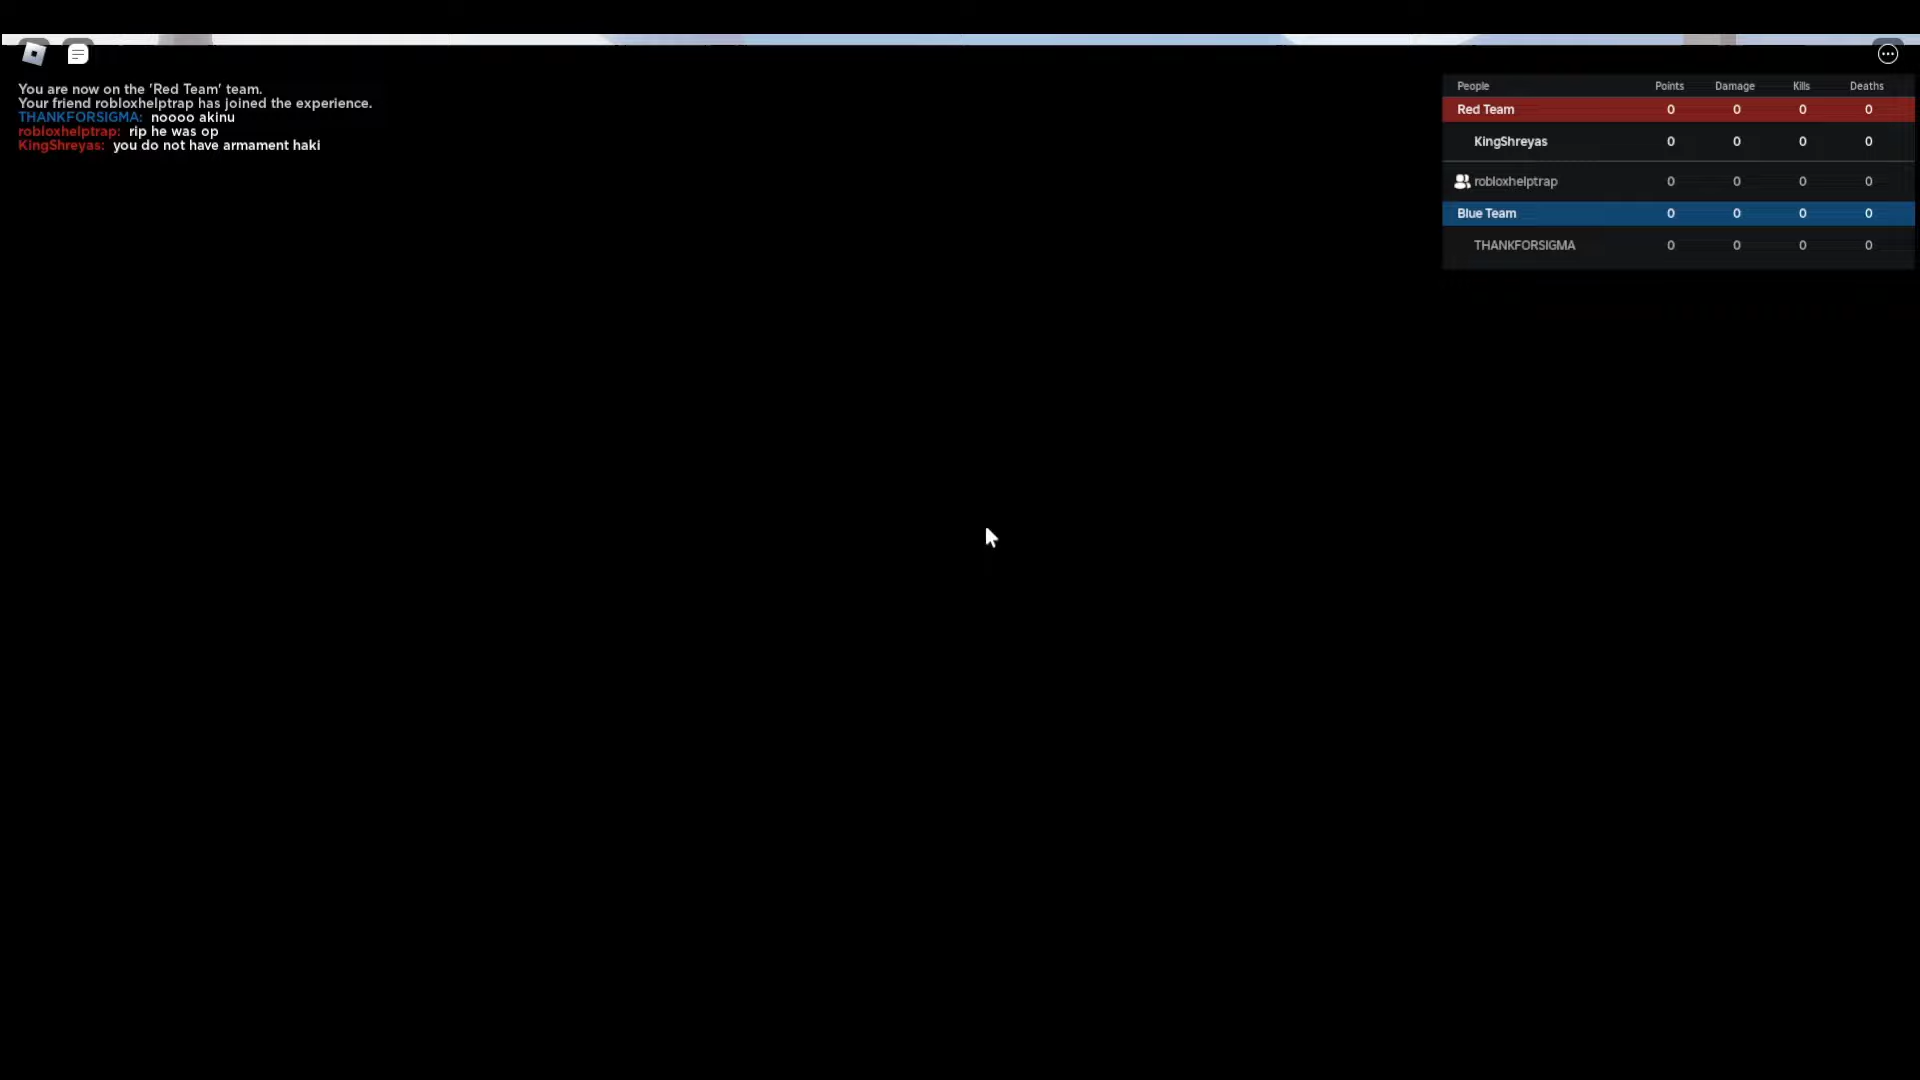 You are now on the 'Red Team' team.
Your friend robloxhelptrap has joined the experience.
THANKFORSIGMA: noooo akinu
robloxhelptrap: rip he was op
KingShreyas: you do not have armament haki
People Points Damage Kills Deaths
Red Team 0 0 0 0
KingShreyas 0 0 0 0
robloxhelptrap 0 0 0 0
Blue Team 0 0 0 0
THANKFORSIGMA 0 0 0 0